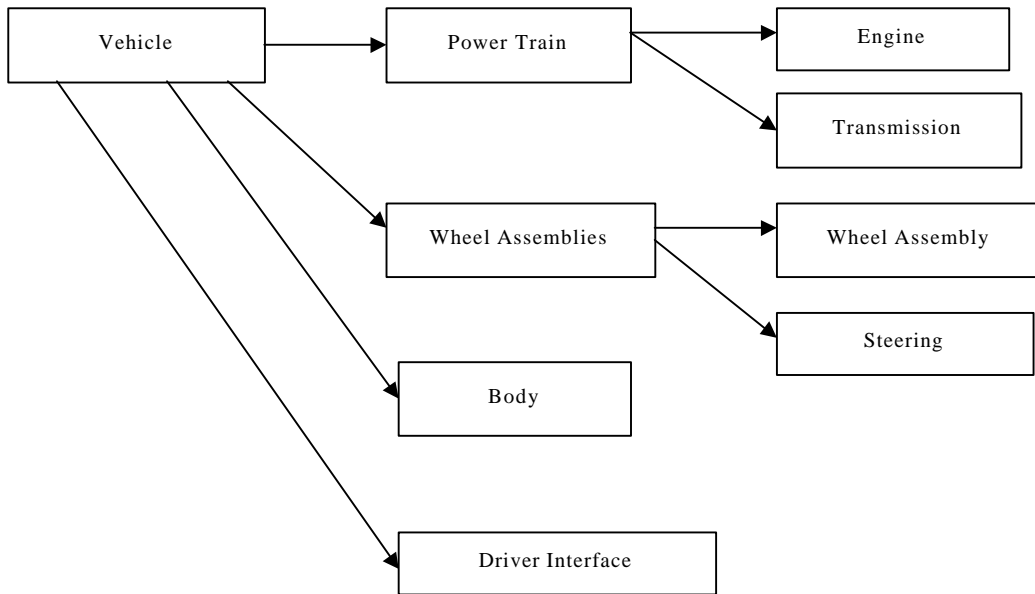 Vehicle
Power Train
Engine
Transmission
Wheel Assemblies
Wheel Assembly
Steering
Body
Driver Interface